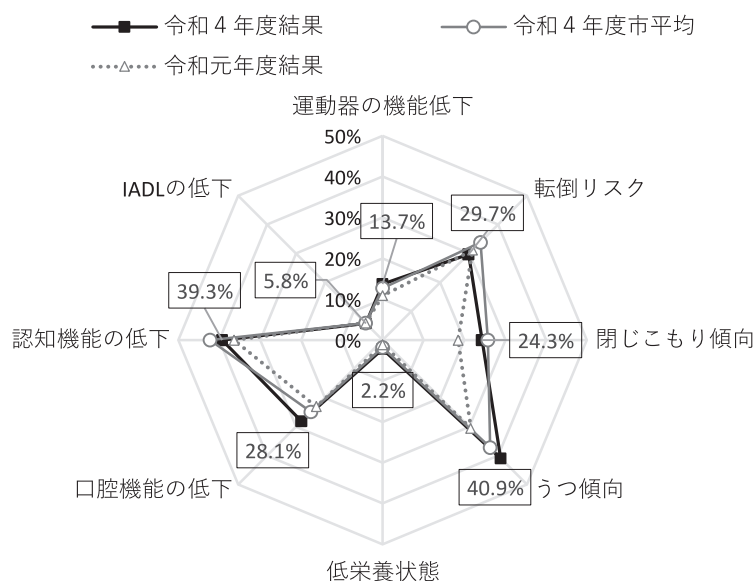 令和４年度結果
令和４年度市平均
令和元年度結果
運動器の機能低下
50%
IADLの低下
40%
転倒リスク
30%
29.7%
13.7%
20%
5.8%
39.3%
10%
認知機能の低下
0%
24.3%
閉じこもり傾向
2.2%
28.1%
口腔機能の低下
40.9%
うつ傾向
低栄養状態